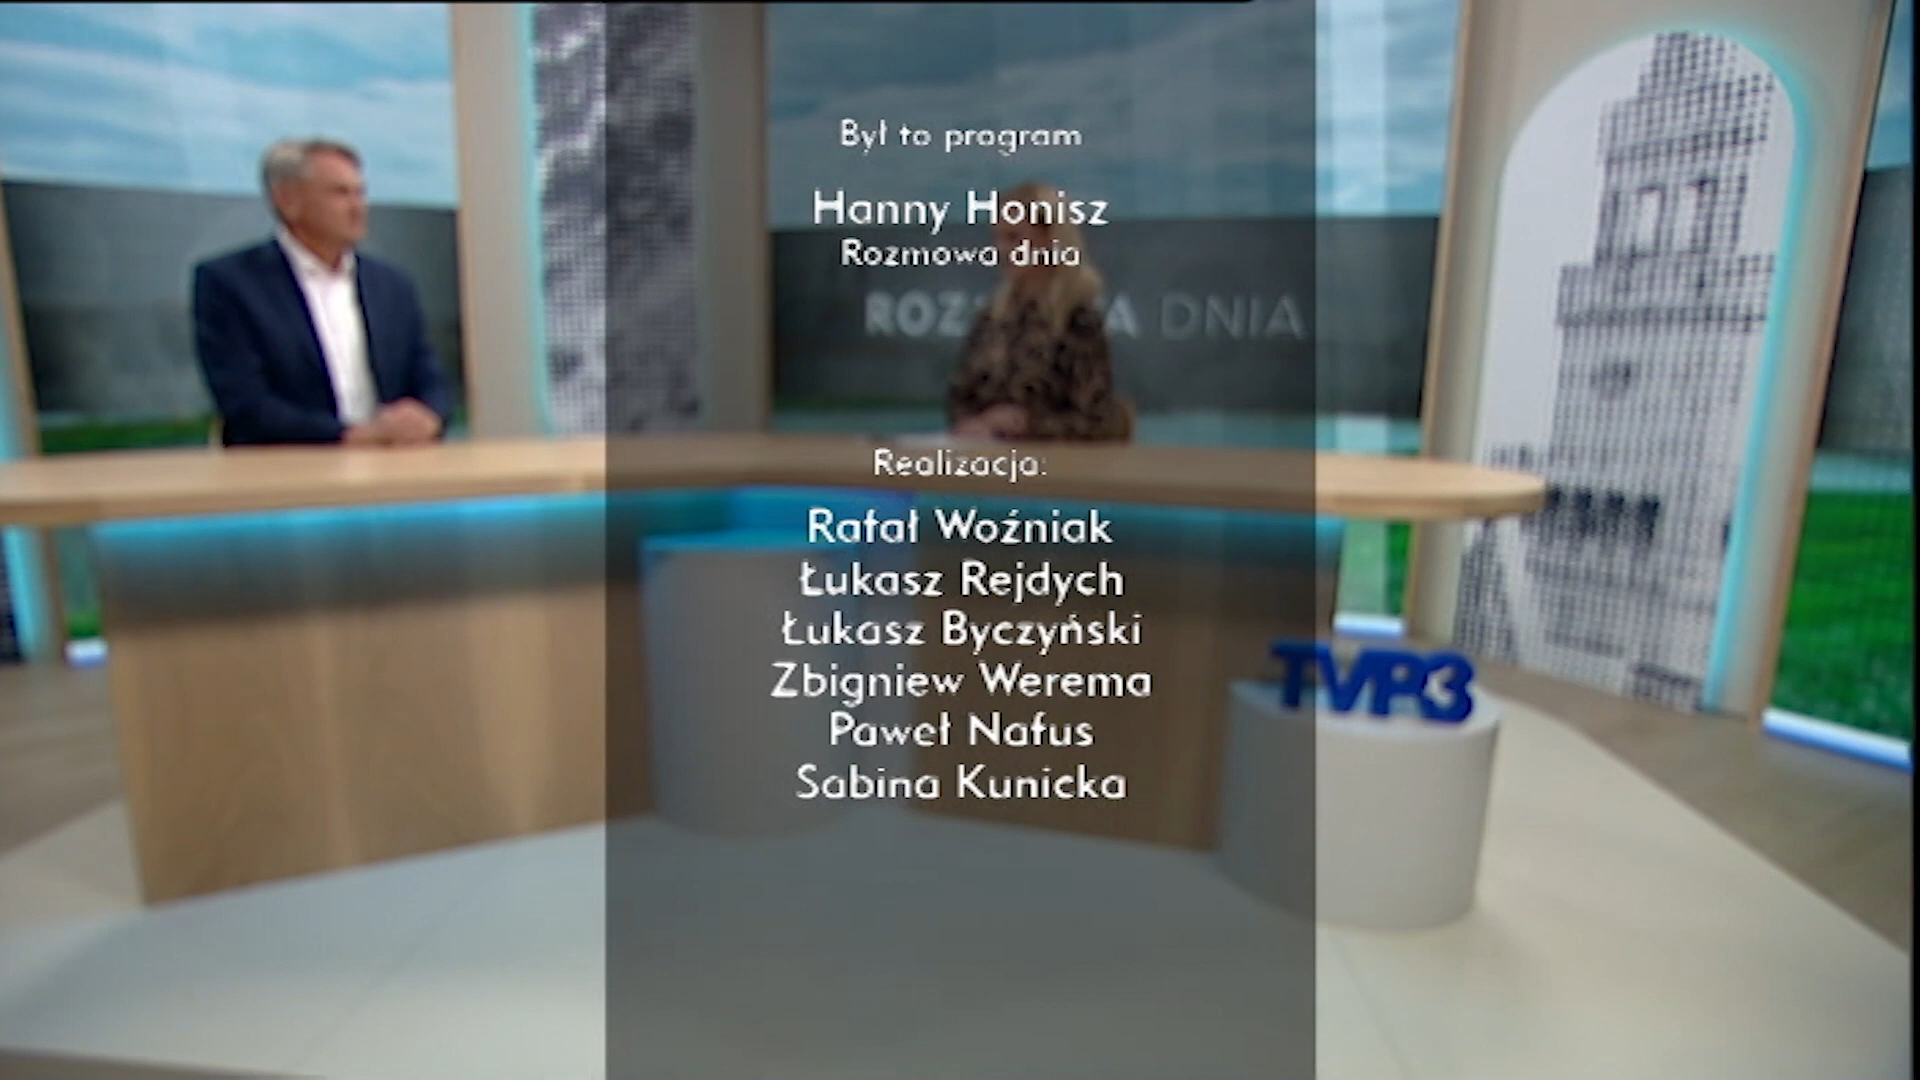 Był to program
Hanny Honisz
Rozmowa dnia
DNIA
Realizacja:
Rafał Woźniak
Łukasz Rejdych
Łukasz Byczyński
Zbigniew Werema
Paweł Nafus
Sabina Kunicka
TVP3